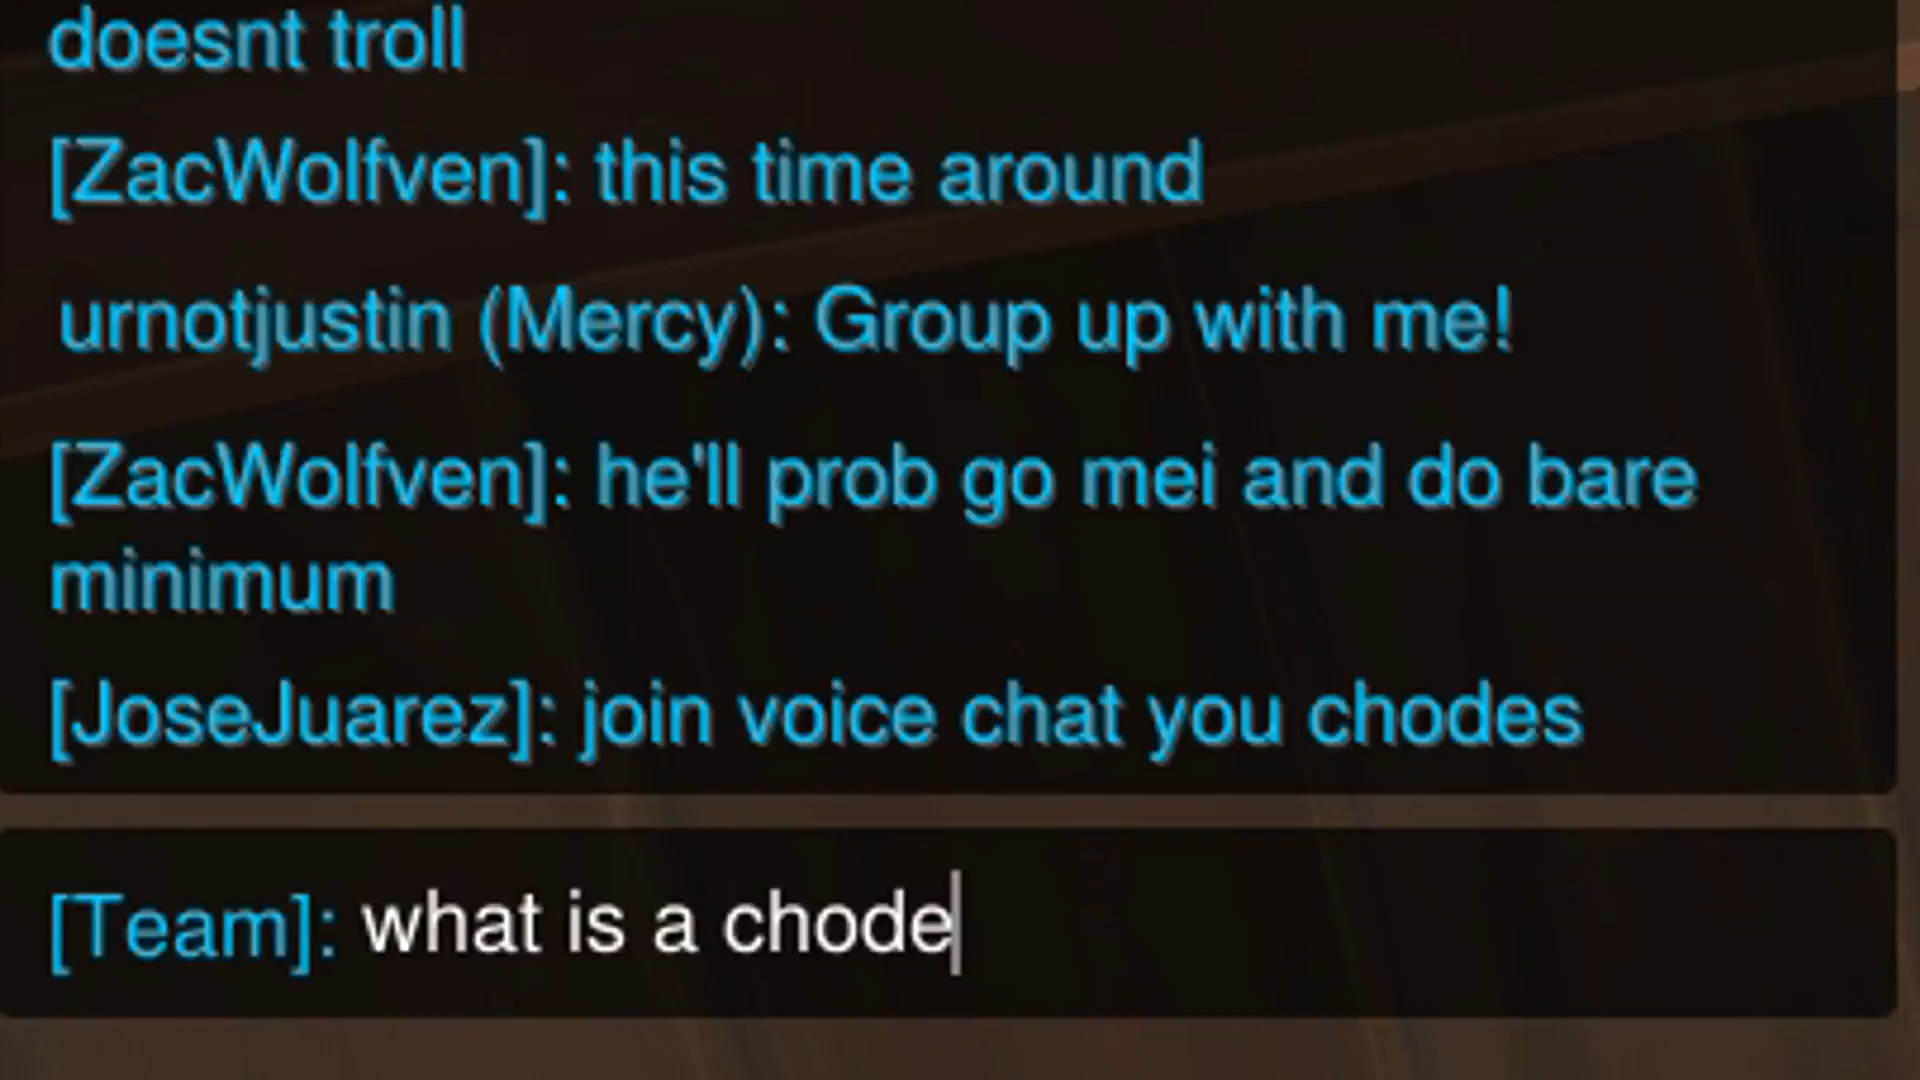 doesnt troll
[ZacWolfven]: this time around
urnotjustin (Mercy): Group up with me!
[ZacWolfven]: he'll prob go mei and do bare
minimum
[JoseJuarez]: join voice chat you chodes
[Team]: what is a chode